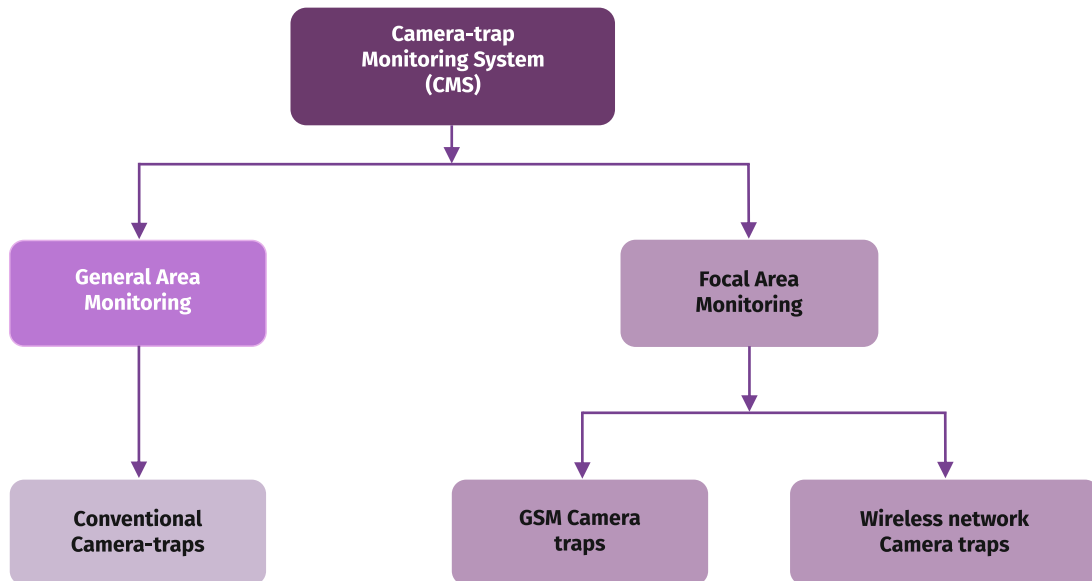 Camera-trap
Monitoring System
(CMS)
General Area
Monitoring
Focal Area
Monitoring
Conventional
Camera-traps
GSM Camera
traps
Wireless network
Camera traps